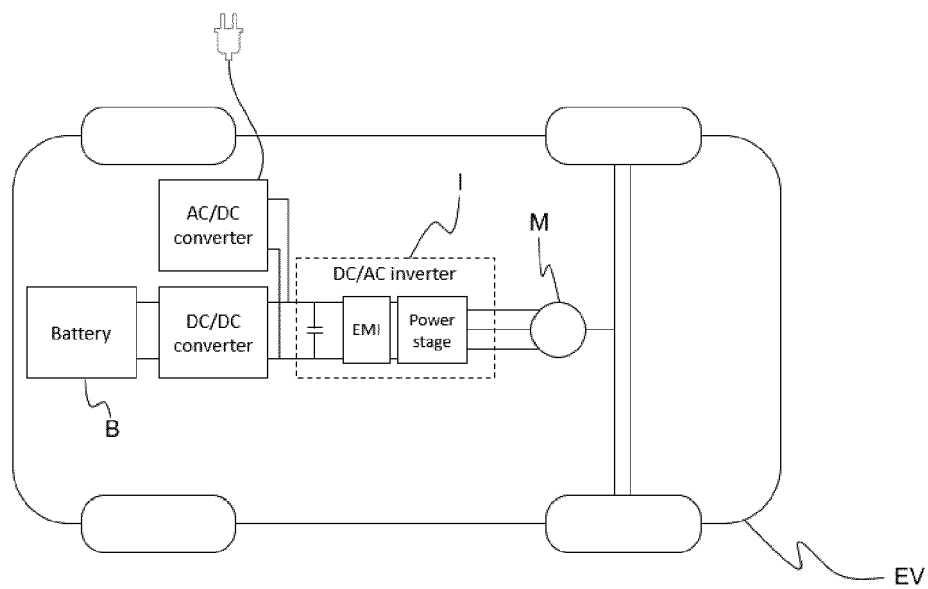 I
AC/DC
converter
M
DC/AC inverter
Battery
DC/DC
converter
EMI
Power
stage
B
EV